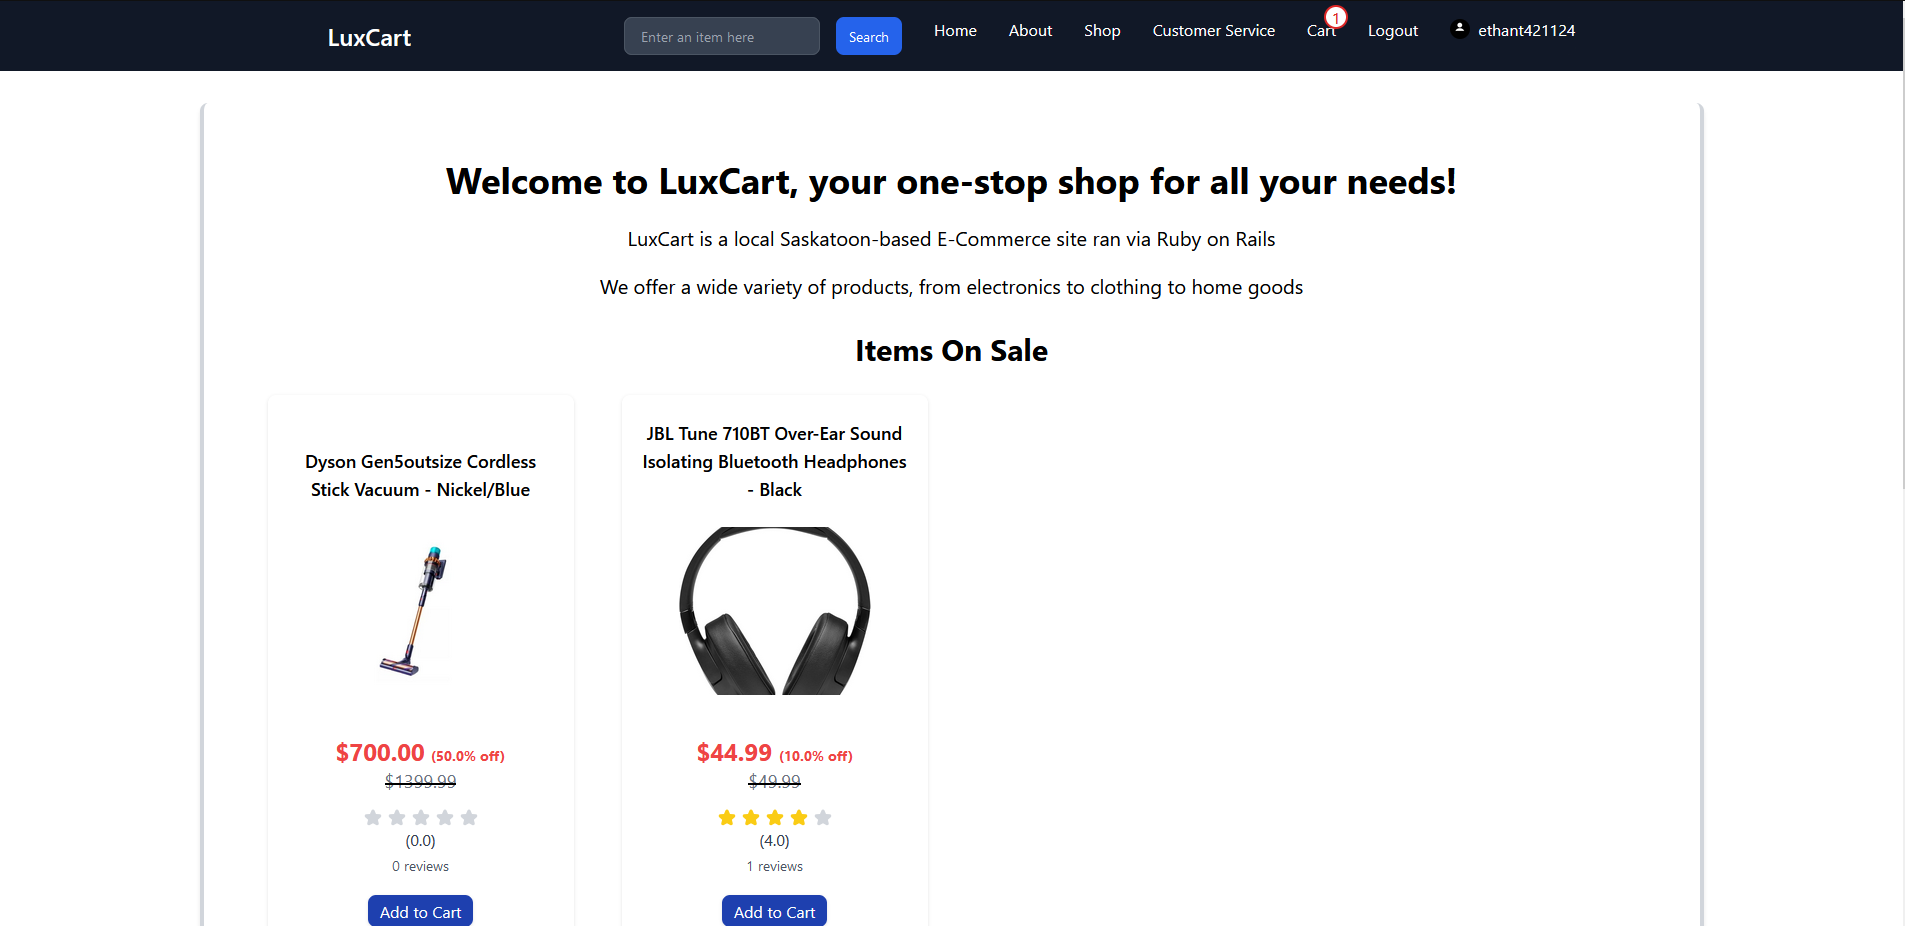 LuxCart
Enter an item here
Search
Home
About
Shop
Customer Service
Cart
1
Logout
ethant421124
Welcome to LuxCart, your one-stop shop for all your needs!
LuxCart is a local Saskatoon-based E-Commerce site ran via Ruby on Rails
We offer a wide variety of products, from electronics to clothing to home goods
Items On Sale
Dyson Gen5outsize Cordless
Stick Vacuum - Nickel/Blue
$700.00 (50.0% off)
$1399.99
(0.0)
0 reviews
Add to Cart
JBL Tune 710BT Over-Ear Sound
Isolating Bluetooth Headphones
- Black
$44.99 (10.0% off)
$49.99
(4.0)
1 reviews
Add to Cart